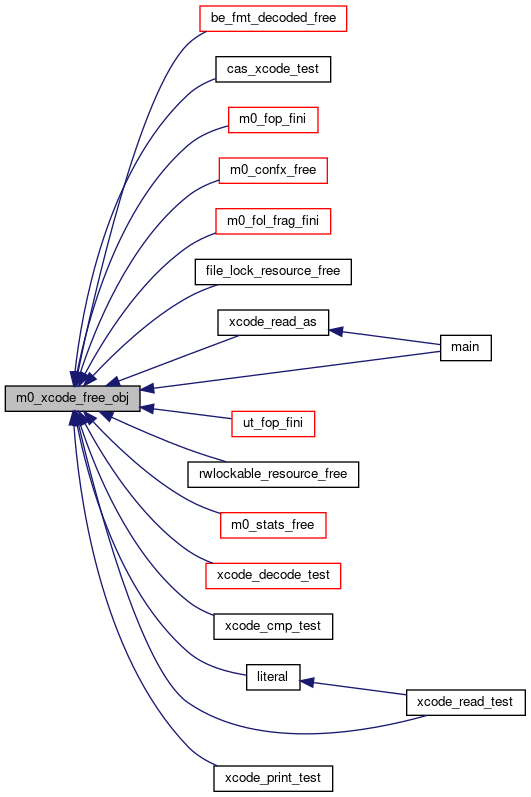 be_fmt_decoded_free
cas_xcode_test
m0_fop_fini
m0_confx_free
m0_fol_frag_fini
file_lock_resource_free
xcode_read_as
main
m0_xcode_free_obj
ut_fop_fini
rwlockable_resource_free
m0_stats_free
xcode_decode_test
xcode_cmp_test
literal
xcode_read_test
xcode_print_test